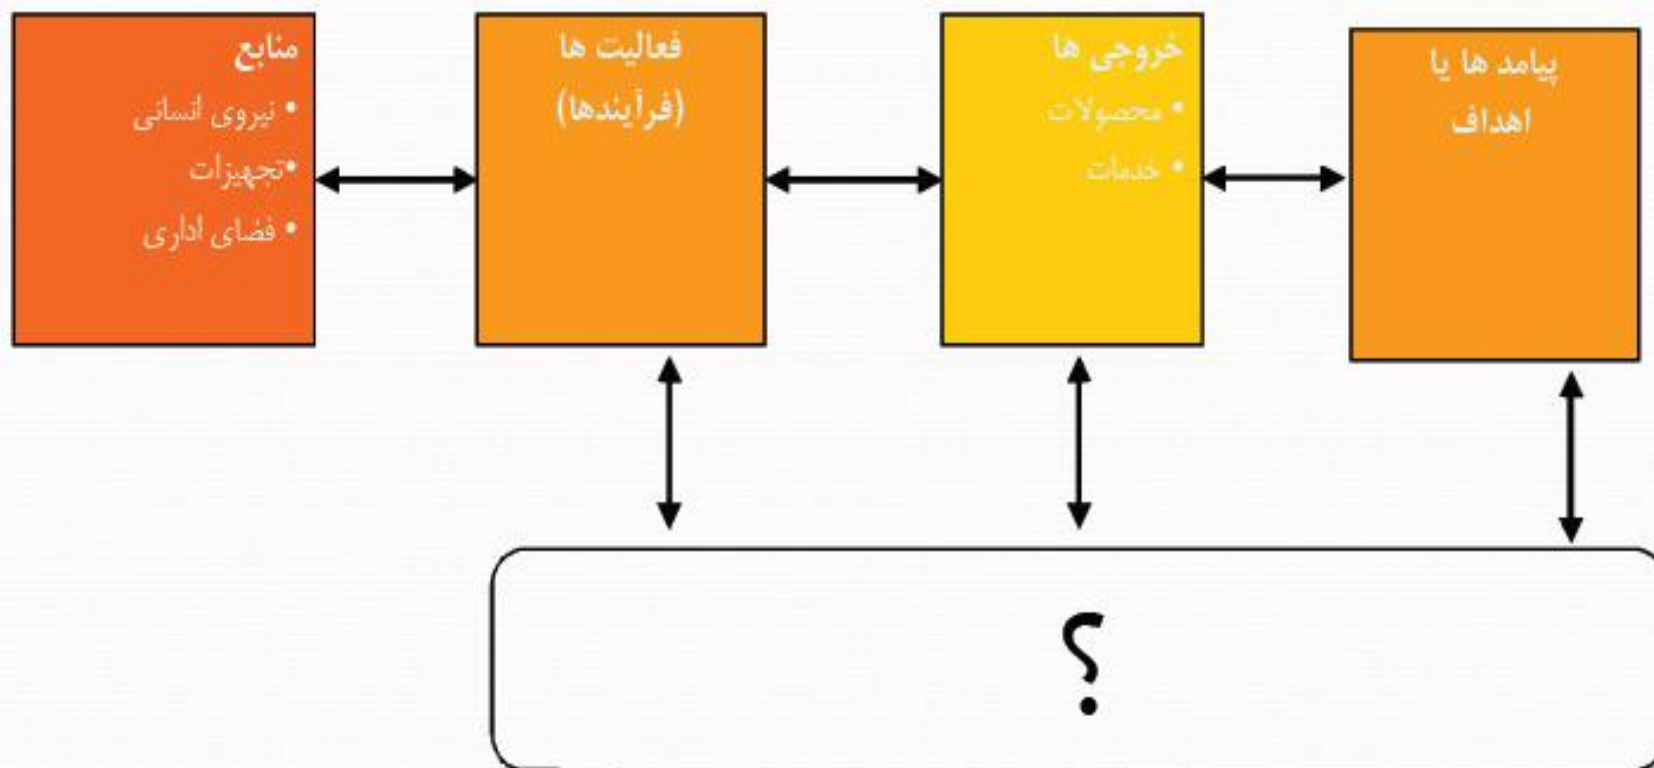 منابع
• نیروی انسانی
•تجهیزات
• فضای اداری
فعالیت ها
(فرآیندها)
خروجی ها
• محصولات
• خدمات
پیامد ها یا
اهداف
؟